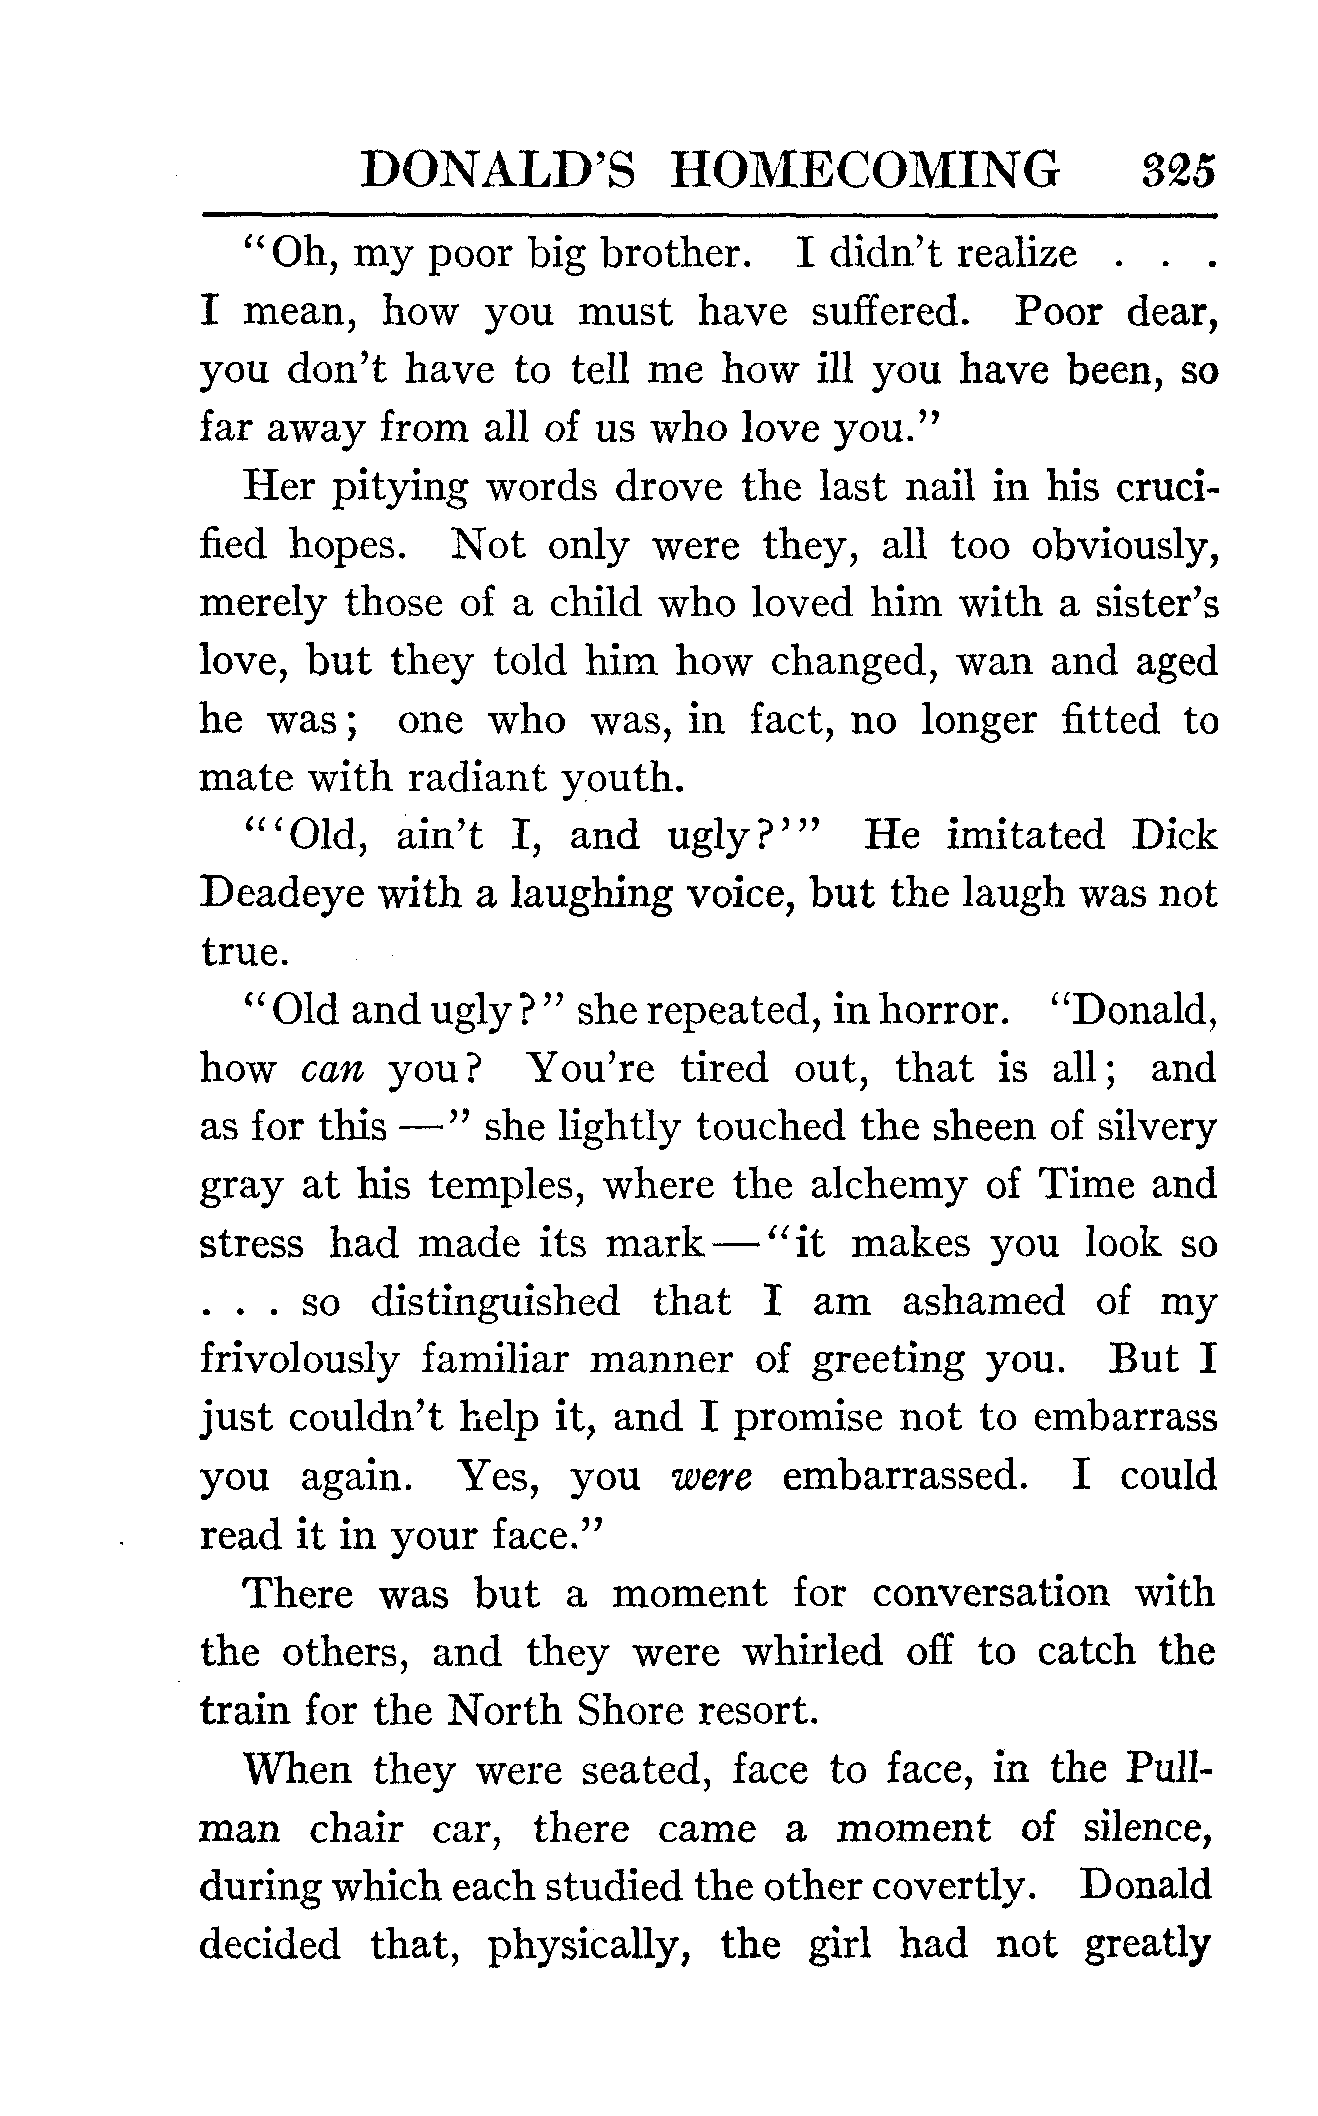 DONALD'S HOMECOMING 325
"Oh, my poor big brother. I didn't realize . . .
I mean, how you must have suffered. Poor dear,
you don't have to tell me how ill you have been, so
far away from all of us who love you."
Her pitying words drove the last nail in his cruci-
fied hopes. Not only were they, all too obviously,
merely those of a child who loved him with a sister's
love, but they told him how changed, wan and aged
he was; one who was, in fact, no longer fitted to
mate with radiant youth.
"'Old, ain't I, and ugly?'" He imitated Dick
Deadeye with a laughing voice, but the laugh was not
true.
"Old and ugly?" she repeated, in horror. "Donald,
how can you? You're tired out, that is all; and
as for this —" she lightly touched the sheen of silvery
gray at his temples, where the alchemy of Time and
stress had made its mark — "it makes you look so
. . . so distinguished that I am ashamed of my
frivolously familiar manner of greeting you. But I
just couldn't help it, and I promise not to embarrass
you again. Yes, you were embarrassed. I could
read it in your face."
There was but a moment for conversation with
the others, and they were whirled off to catch the
train for the North Shore resort.
When they were seated, face to face, in the Pull-
man chair car, there came a moment of silence,
during which each studied the other covertly. Donald
decided that, physically, the girl had not greatly